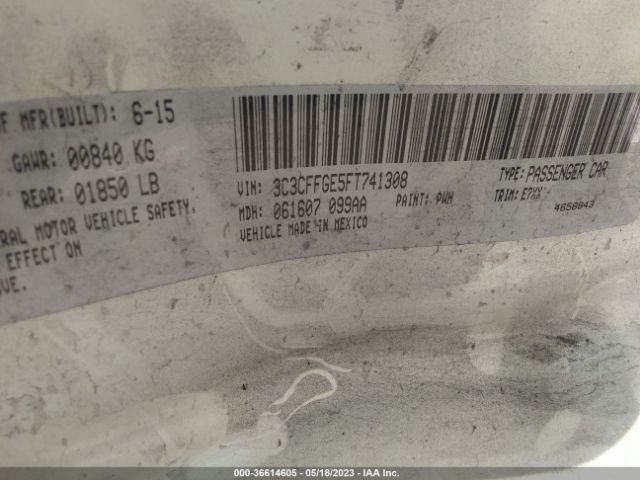 F MFR(BUILT): 6-15
GAWR: 00840 KG
REAR: 01850 LB
RAL MOTOR VEHICLE SAFETY,
EFFECT ON
VE.
VIN: 3C3CFFGE5FT741308
MDH: 061607 099AA
PAINT: PWH
VEHICLE MADE IN MEXICO
TYPE: PASSENGER CAR
TRIM: E7XX
4658843
000-36614605 - 05/18/2023 - IAA Inc.